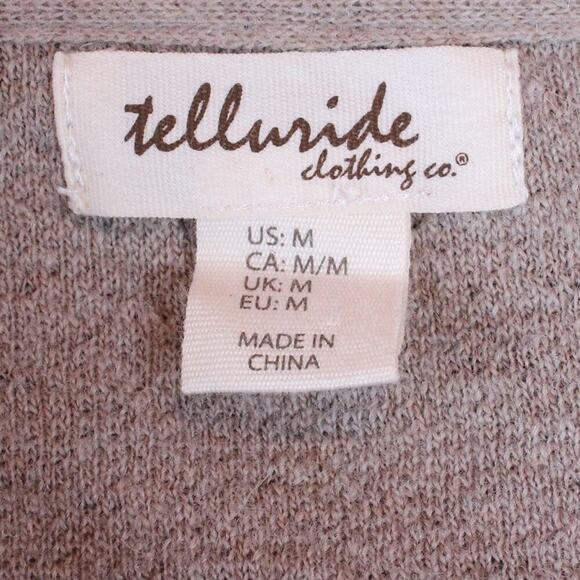 telluride
clothing co.®
US: M
CA: M/M
UK: M
EU: M
MADE IN
CHINA